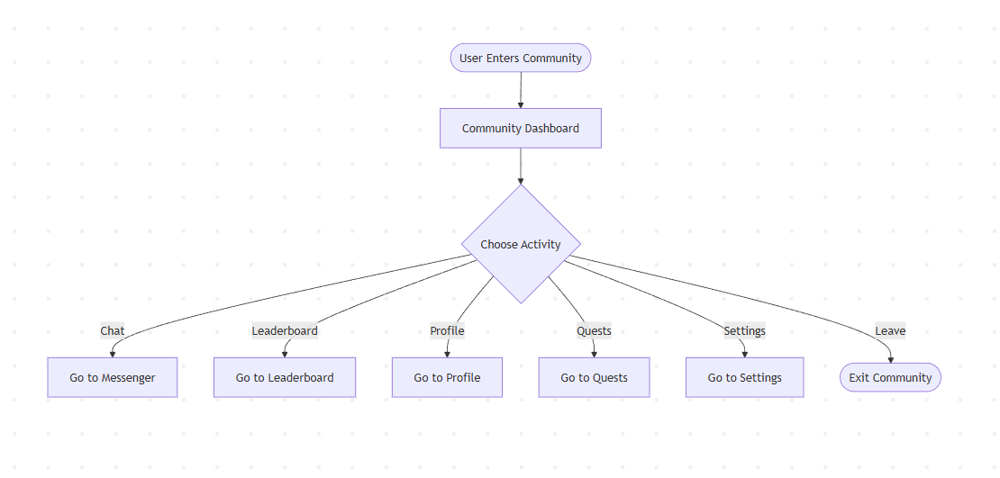 User Enters Community
Community Dashboard
Choose Activity
Chat
Leaderboard
Profile
Quests
Settings
Leave
Go to Messenger
Go to Leaderboard
Go to Profile
Go to Quests
Go to Settings
Exit Community